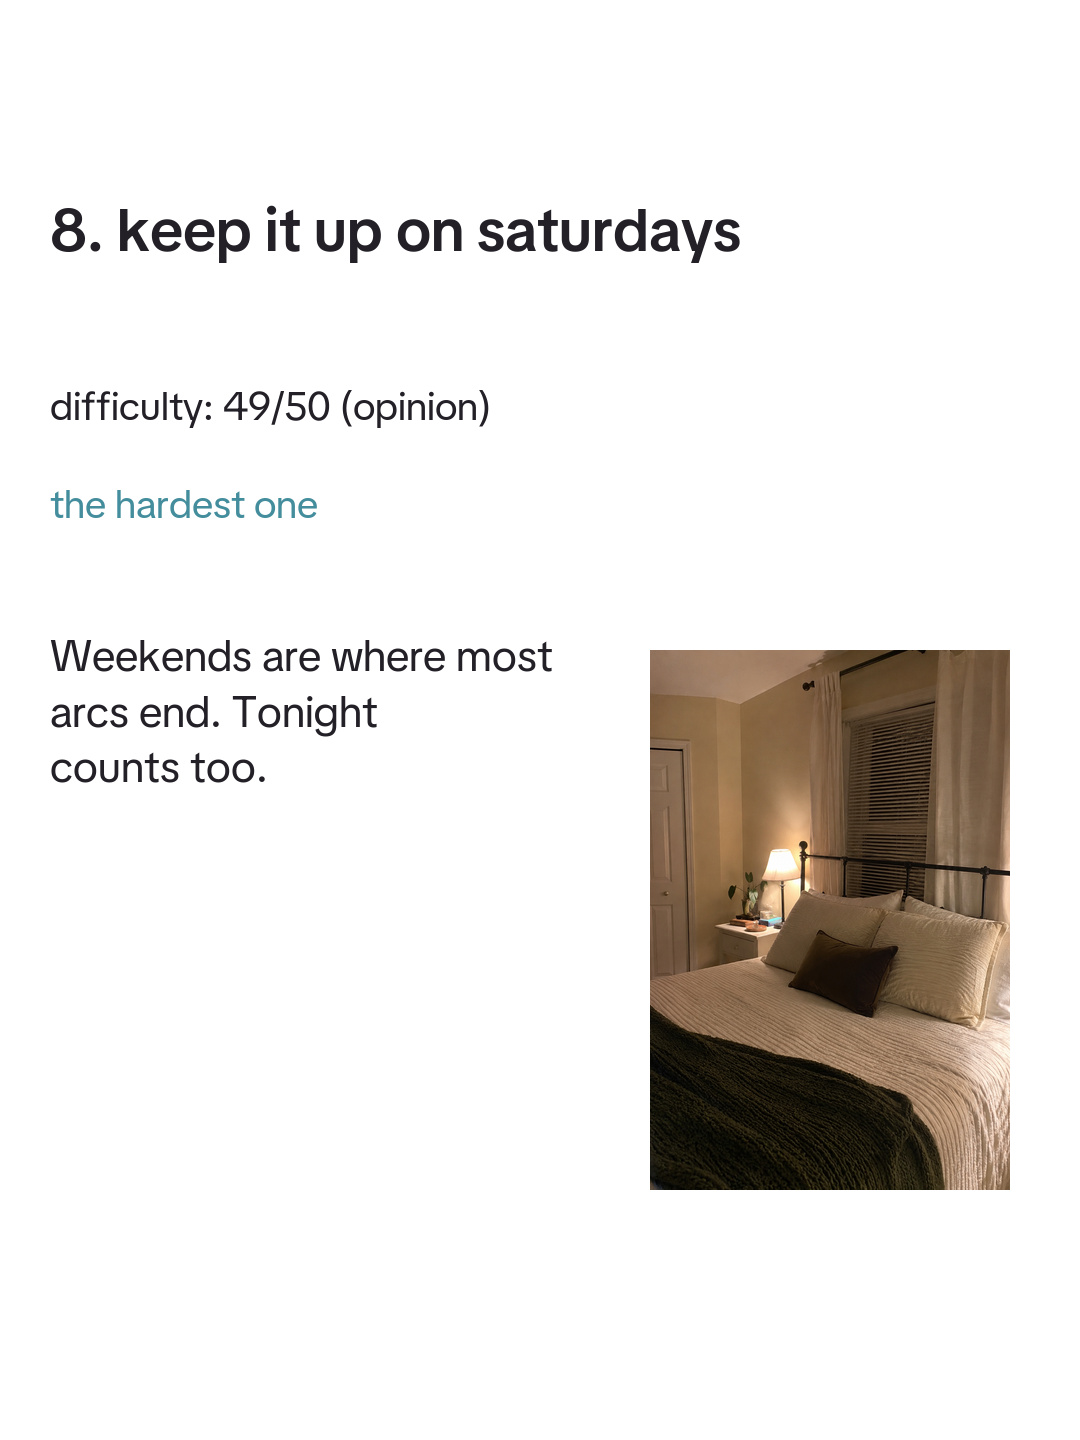 8. keep it up on saturdays
difficulty: 49/50 (opinion)
the hardest one
Weekends are where most
arcs end. Tonight
counts too.